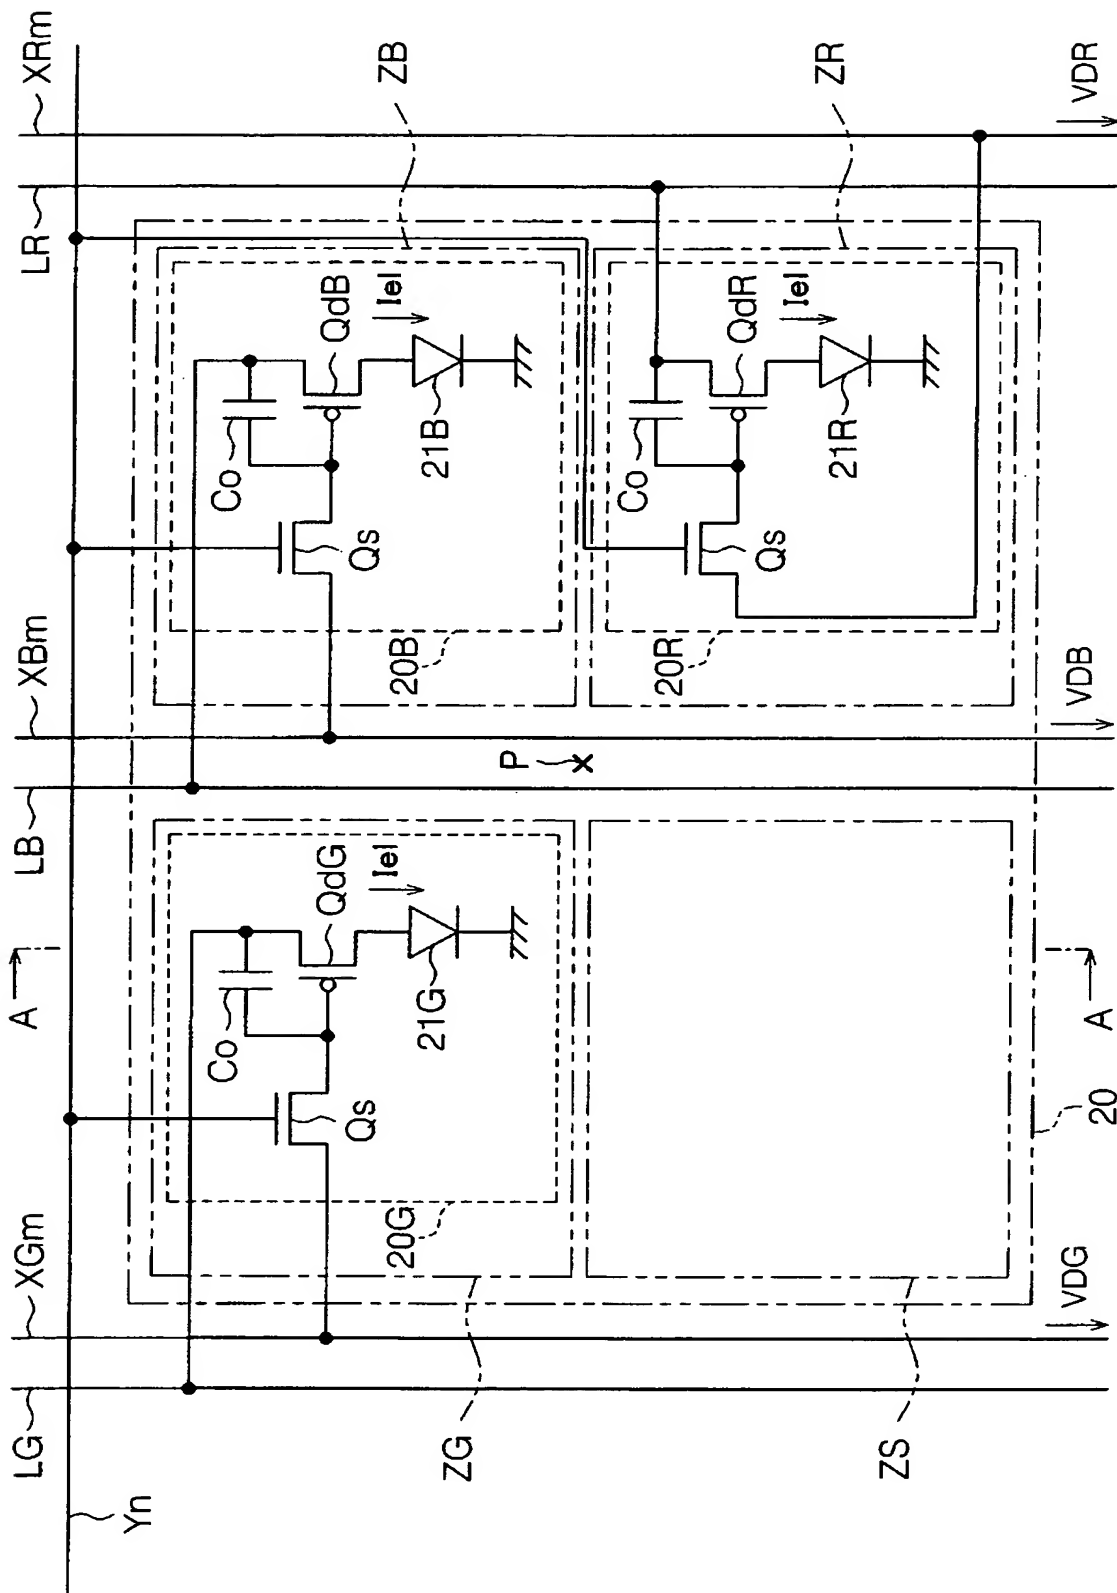 LG
XGm
A
LB
XBm
LR
XRm
Yn
Co
Co
QdG
QdB
Qs
Qs
Iel
Iel
ZB
20G
21G
20B
21B
ZG
P
Co
20R
QdR
Qs
Iel
21R
ZR
ZS
VDG
20
A
VDB
VDR